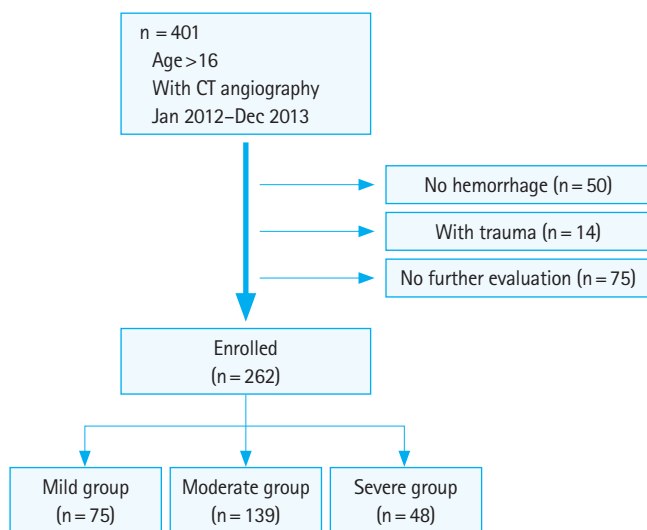 n = 401
Age>16
With CT angiography
Jan 2012–Dec 2013
No hemorrhage (n = 50)
With trauma (n = 14)
No further evaluation (n = 75)
Enrolled
(n = 262)
Mild group
(n = 75)
Moderate group
(n = 139)
Severe group
(n = 48)